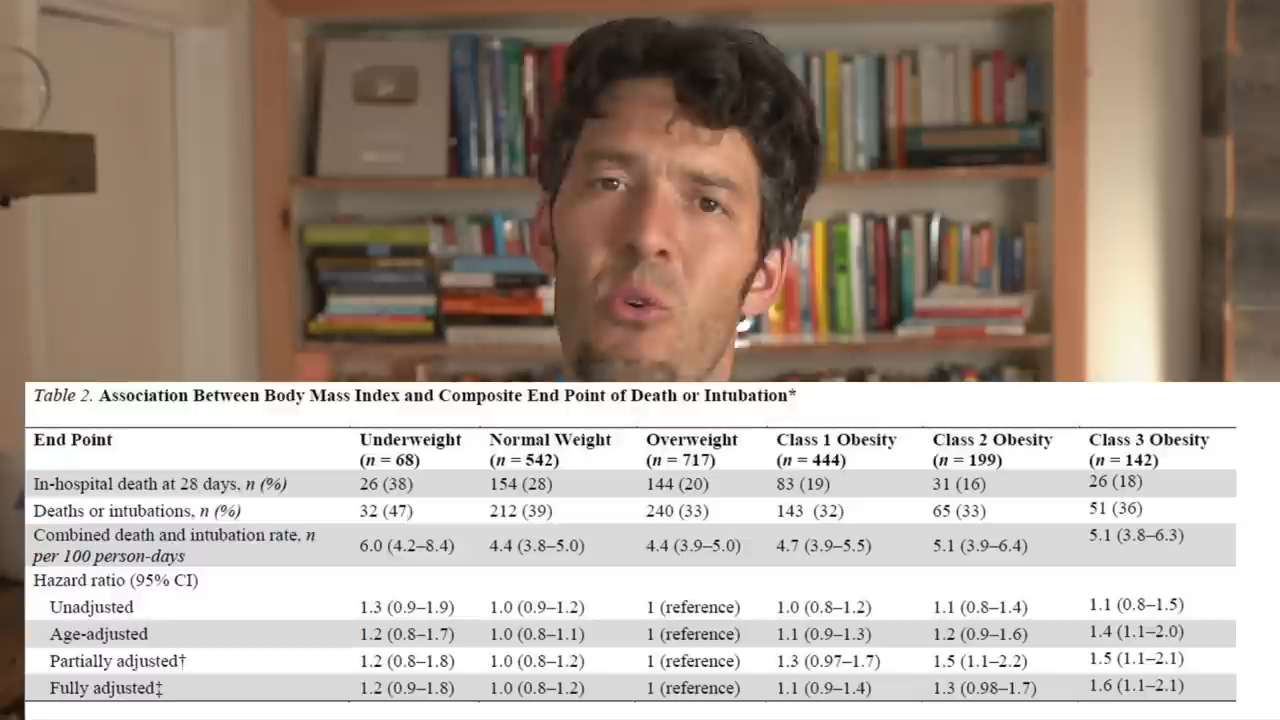 Table 2. Association Between Body Mass Index and Composite End Point of Death or Intubation*
End Point Underweight Normal Weight Overweight Class 1 Obesity Class 2 Obesity Class 3 Obesity
(n = 68) (n = 542) (n = 717) (n = 444) (n = 199) (n = 142)
In-hospital death at 28 days, n (%) 26 (38) 154 (28) 144 (20) 83 (19) 31 (16) 26 (18)
Deaths or intubations, n (%) 32 (47) 212 (39) 240 (33) 143 (32) 65 (33) 51 (36)
Combined death and intubation rate, n
per 100 person-days 6.0 (4.2–8.4) 4.4 (3.8–5.0) 4.4 (3.9–5.0) 4.7 (3.9–5.5) 5.1 (3.9–6.4) 5.1 (3.8–6.3)
Hazard ratio (95% CI)
Unadjusted 1.3 (0.9–1.9) 1.0 (0.9–1.2) 1 (reference) 1.0 (0.8–1.2) 1.1 (0.8–1.4) 1.1 (0.8–1.5)
Age-adjusted 1.2 (0.8–1.7) 1.0 (0.8–1.1) 1 (reference) 1.1 (0.9–1.3) 1.2 (0.9–1.6) 1.4 (1.1–2.0)
Partially adjusted† 1.2 (0.8–1.8) 1.0 (0.8–1.2) 1 (reference) 1.3 (0.97–1.7) 1.5 (1.1–2.2) 1.5 (1.1–2.1)
Fully adjusted‡ 1.2 (0.9–1.8) 1.0 (0.8–1.2) 1 (reference) 1.1 (0.9–1.4) 1.3 (0.98–1.7) 1.6 (1.1–2.1)